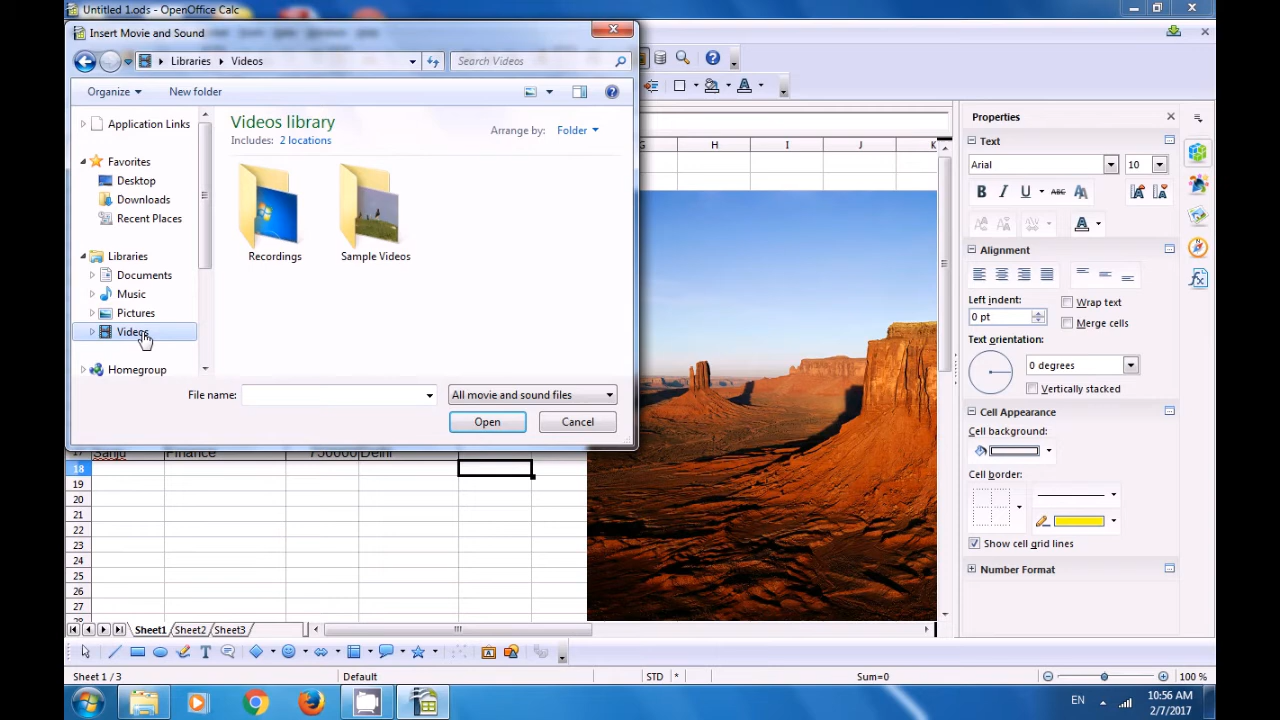 Untitled 1.ods - OpenOffice Calc
Insert Movie and Sound
Libraries
Videos
Search Videos
Organize
New folder
Application Links
Favorites
Desktop
Downloads
Recent Places
Libraries
Documents
Music
Pictures
Videos
Homegroup
Videos library
Includes: 2 locations
Arrange by: Folder
Recordings
Sample Videos
File name:
All movie and sound files
Open
Cancel
H I J K
Sanju Finance 750000 Delhi
18
19
20
21
22
23
24
25
26
27
Properties
Text
Arial
10
B I U ABC
Alignment
Left indent:
0 pt
Wrap text
Merge cells
Text orientation:
0 degrees
Vertically stacked
Cell Appearance
Cell background:
Cell border:
Show cell grid lines
Number Format
Sheet1 Sheet2 Sheet3
Sheet 1 / 3
Default
STD
*
Sum=0
100 %
EN
10:56 AM
2/7/2017